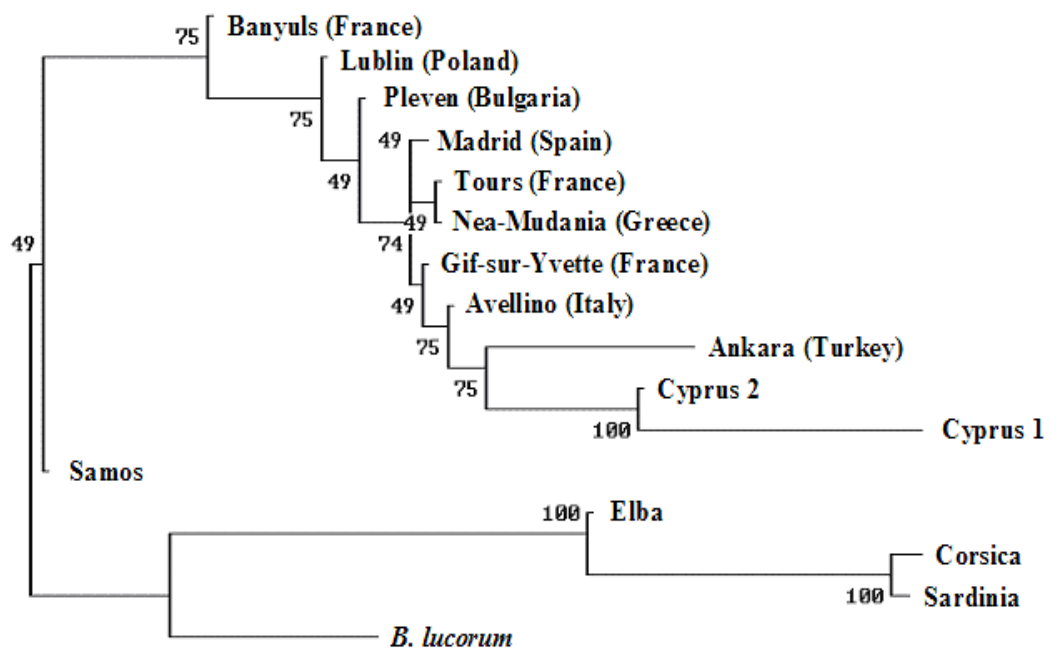 75 Banyuls (France)
Lublin (Poland)
75 Pleven (Bulgaria)
49 Madrid (Spain)
49 Tours (France)
49 Nea-Mudania (Greece)
74
49 Gif-sur-Yvette (France)
49 Avellino (Italy)
75 Ankara (Turkey)
75 Cyprus 2
100 Cyprus 1
Samos
100 Elba
Corsica
100 Sardinia
B. lucorum